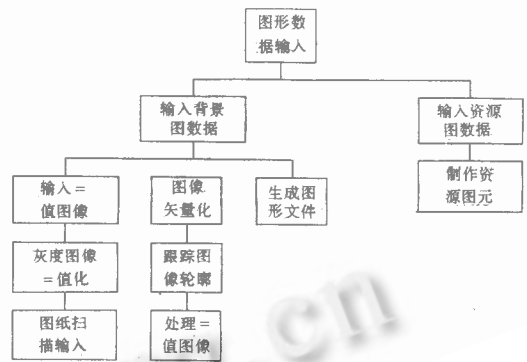 图形数
据输入
输入背景
图数据
输入资源
图数据
输入=
值图像
图像
矢量化
生成图
形文件
制作资
源图元
灰度图像
=值化
跟踪图
像轮廓
图纸扫
描输入
处理=
值图像
.cn